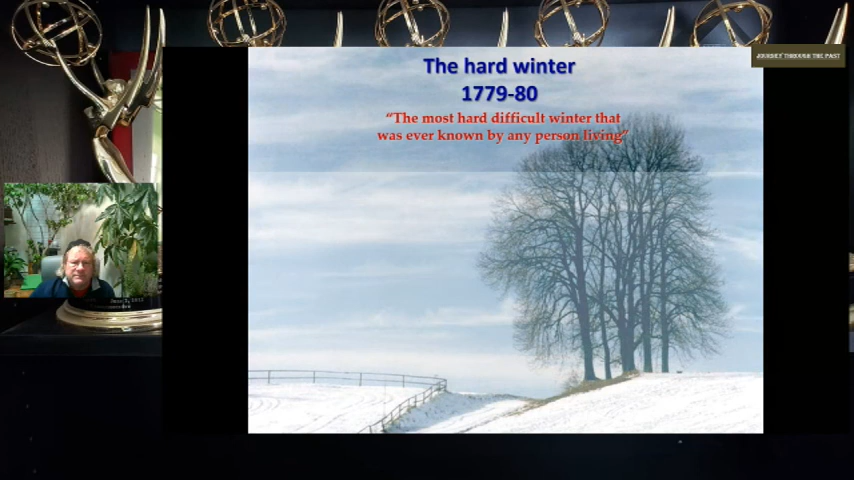 The hard winter
1779-80
“The most hard difficult winter that
was ever known by any person living”
JOURNEY THROUGH THE PAST